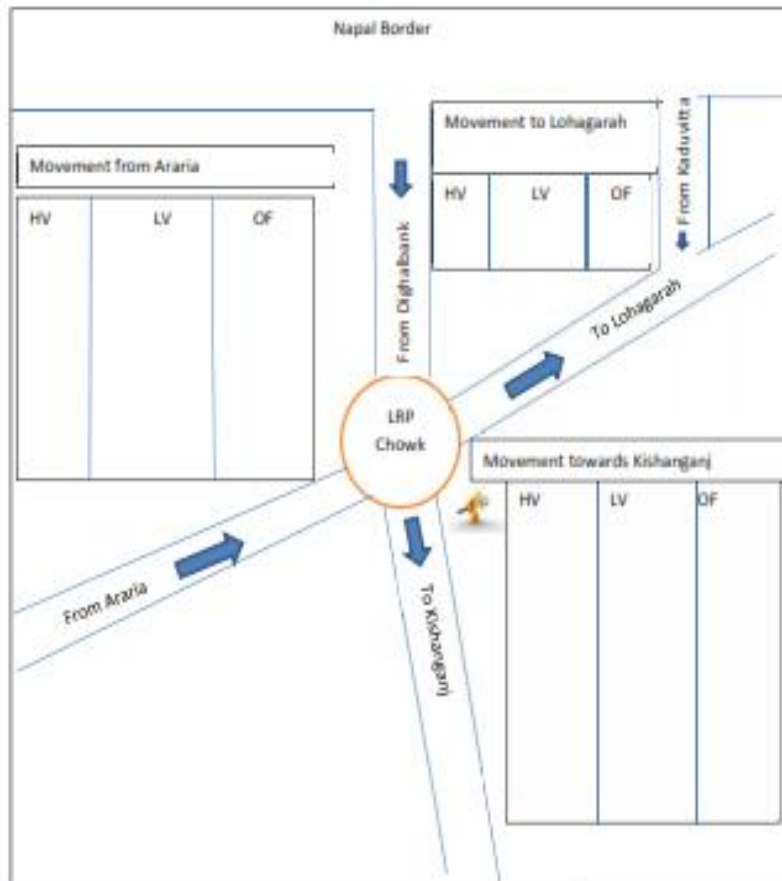 Napal Border
Movement from Araria
HV LV OF
From Dighalbank
Movement to Lohagarah
HV LV OF
From Kaduvitta
To Lohagarah
LRP
Chowk
From Araria
To Kishanganj
Movement towards Kishanganj
HV LV OF